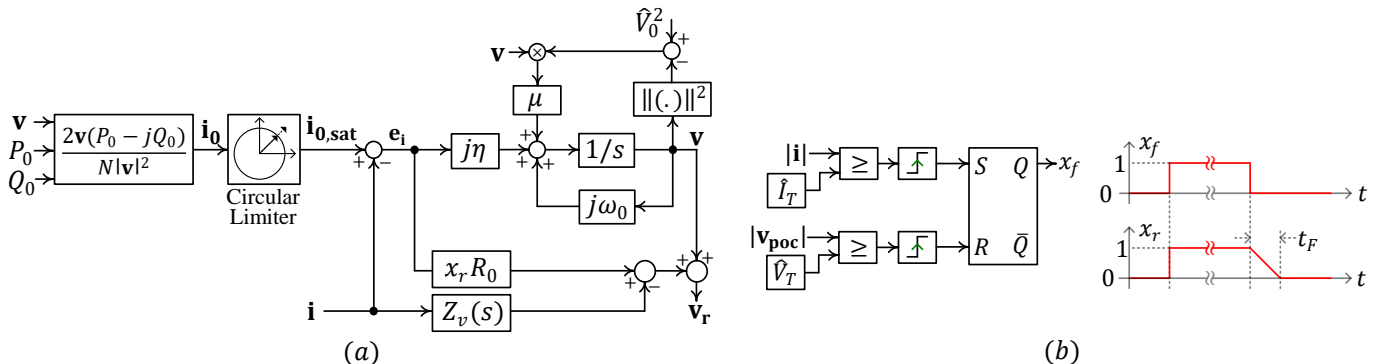 V̂₀²
𝐯
×
+
−
μ
‖(.)‖²
𝐯
P₀
Q₀
2𝐯(P₀ − jQ₀)
N|𝐯|²
𝐢₀
Circular
Limiter
𝐢₀,sat
+
−
𝐞ᵢ
jη
+
+
+
1/s
𝐯
jω₀
xᵣR₀
+
−
+
+
𝐢
Zᵥ(s)
𝐯ᵣ
(a)
|𝐢|
Î_T
≥
S
Q
x_f
|𝐯_poc|
V̂_T
≥
R
Q̄
x_f
1
0
t
xᵣ
1
0
t_F
t
(b)